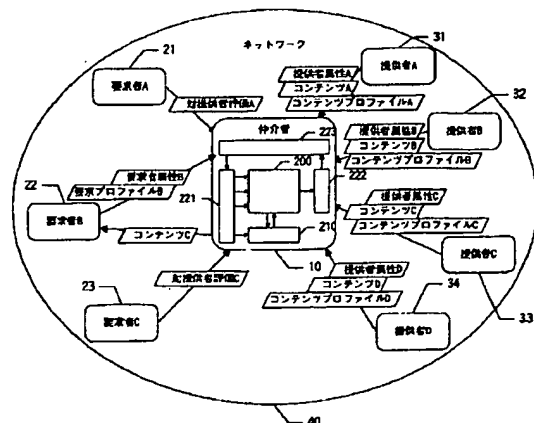 ネットワーク
21
要求者A
対提供者評価A
31
提供者A
提供者属性A
コンテンツA
コンテンツプロファイルA
32
提供者B
提供者属性B
コンテンツB
コンテンツプロファイルB
仲介者
223
200
221
222
210
10
22
要求者B
要求者属性B
要求プロファイルB
コンテンツC
提供者属性C
コンテンツC
コンテンツプロファイルC
提供者C
33
23
要求者C
対提供者評価C
提供者属性D
コンテンツD
コンテンツプロファイルD
34
提供者D
40